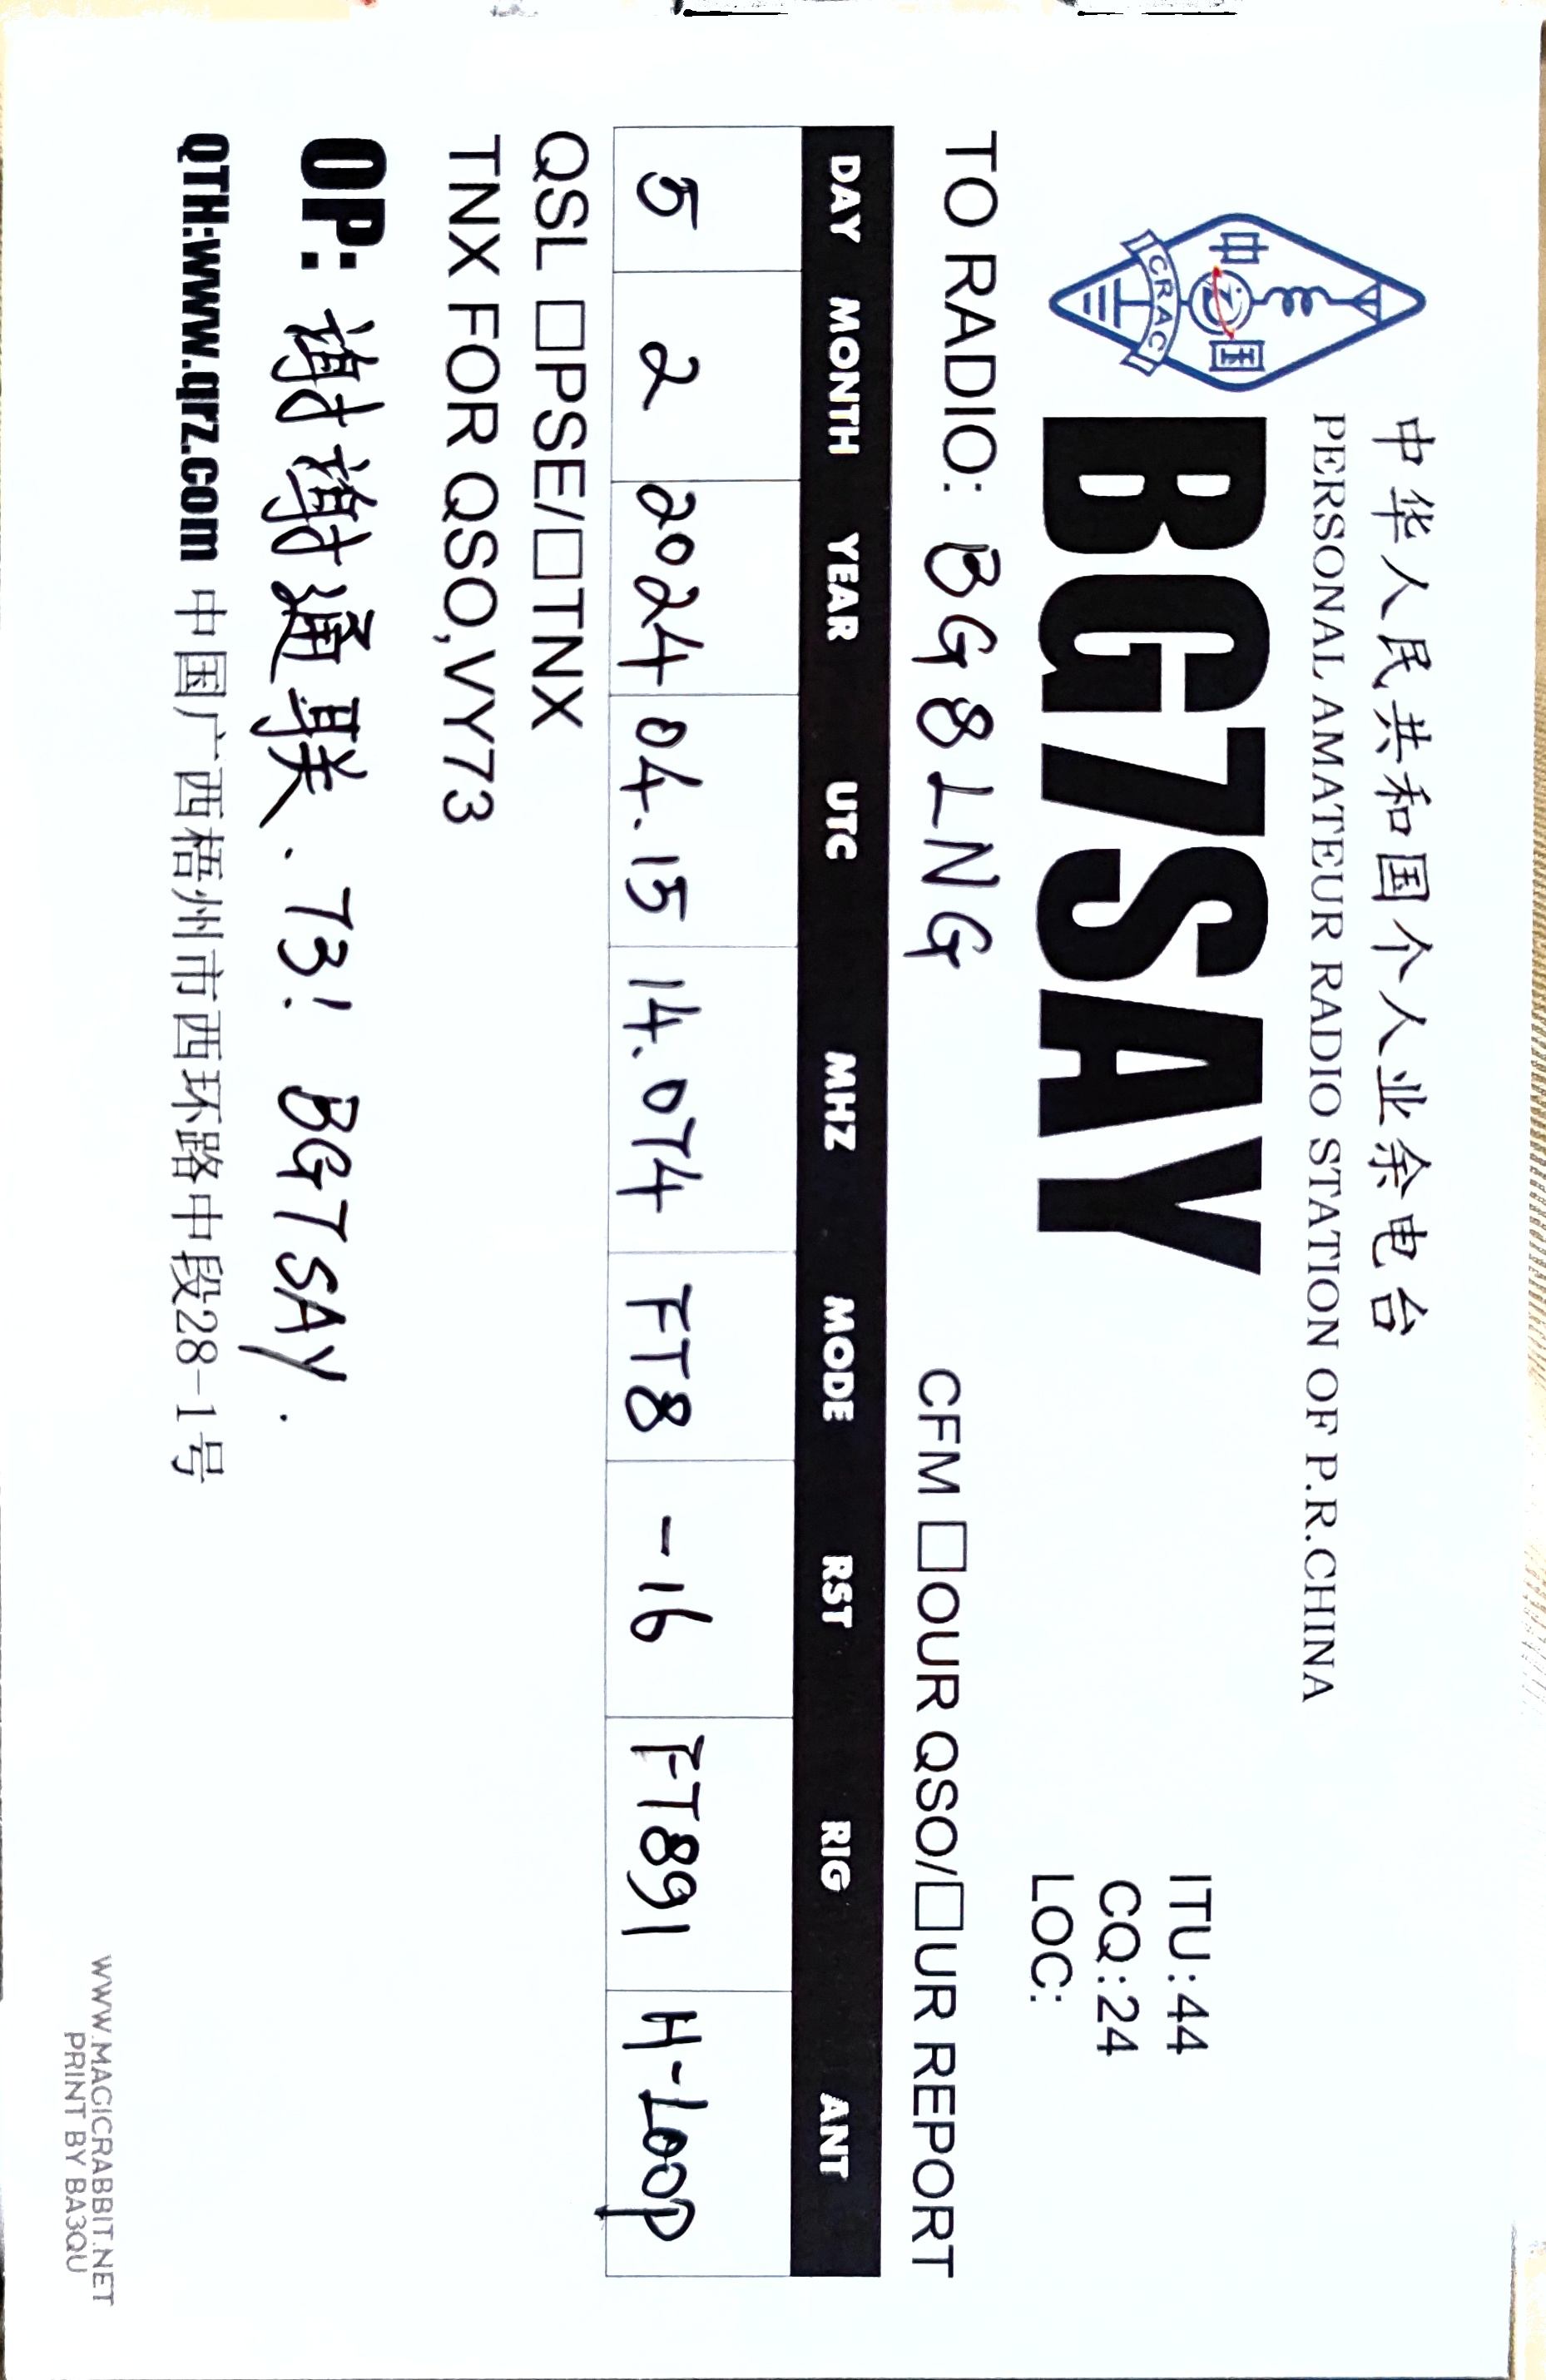 中华人民共和国个人业余电台
PERSONAL AMATEUR RADIO STATION OF P.R.CHINA
中 国
CRAC
BG7SAY
ITU:44
CQ:24
LOC:
TO RADIO: BG8LNG CFM □OUR QSO/□UR REPORT
DAY MONTH YEAR UTC MHZ MODE RST RIG ANT
5 2 2024 04.15 14.074 FT8 -16 FT891 H-Loop
QSL □PSE/□TNX
TNX FOR QSO,VY73
OP: 谢谢通联. 73! BG7SAY.
QTH:www.qrz.com 中国广西梧州市西环路中段28-1号
WWW.MAGICRABBIT.NET
PRINT BY BA3QU